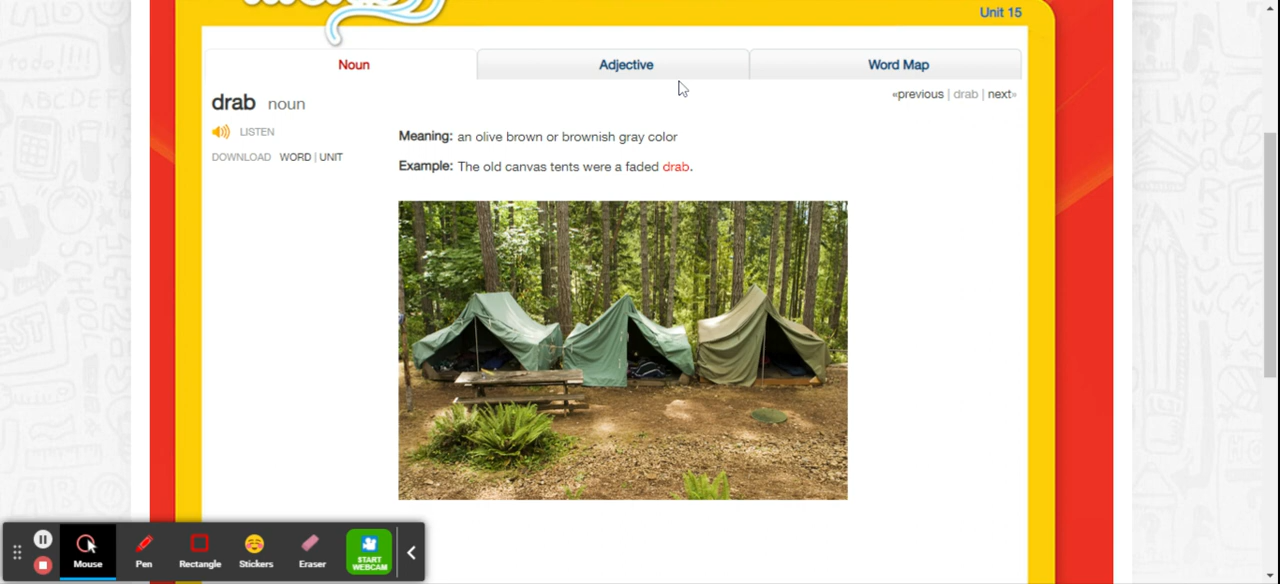 Unit 15
Noun
Adjective
Word Map
drab noun
«previous | drab | next»
LISTEN
Meaning: an olive brown or brownish gray color
DOWNLOAD WORD | UNIT
Example: The old canvas tents were a faded drab.
Mouse
Pen
Rectangle
Stickers
Eraser
START
WEBCAM